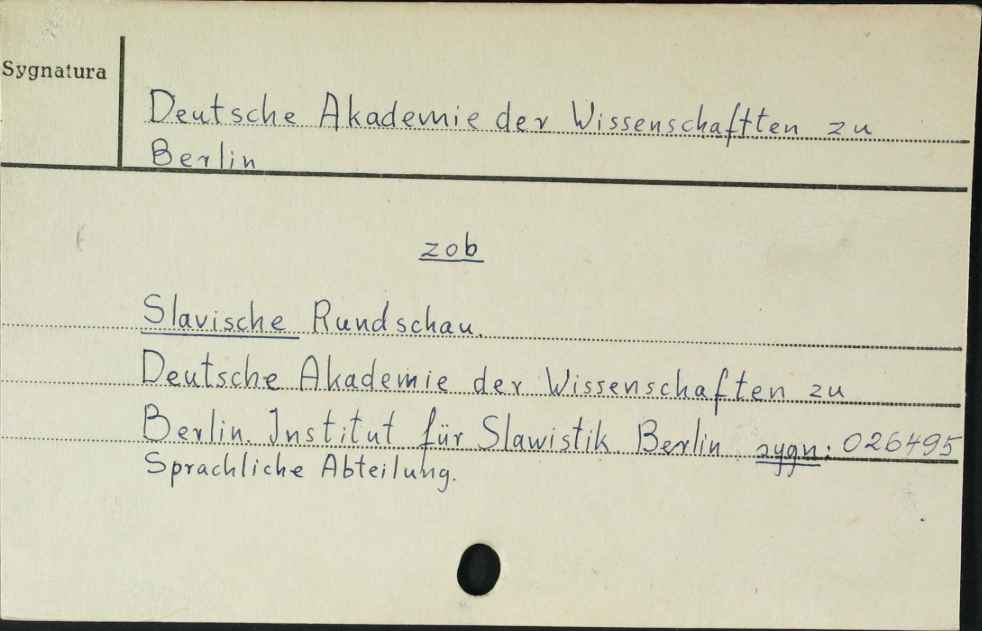 Sygnatura
Deutsche Akademie der Wissenschaftten zu
Berlin
zob
Slavische Rundschau.
Deutsche Akademie der Wissenschaften zu
Berlin. Institut für Slawistik Berlin sygn: 026495
Sprachliche Abteilung.